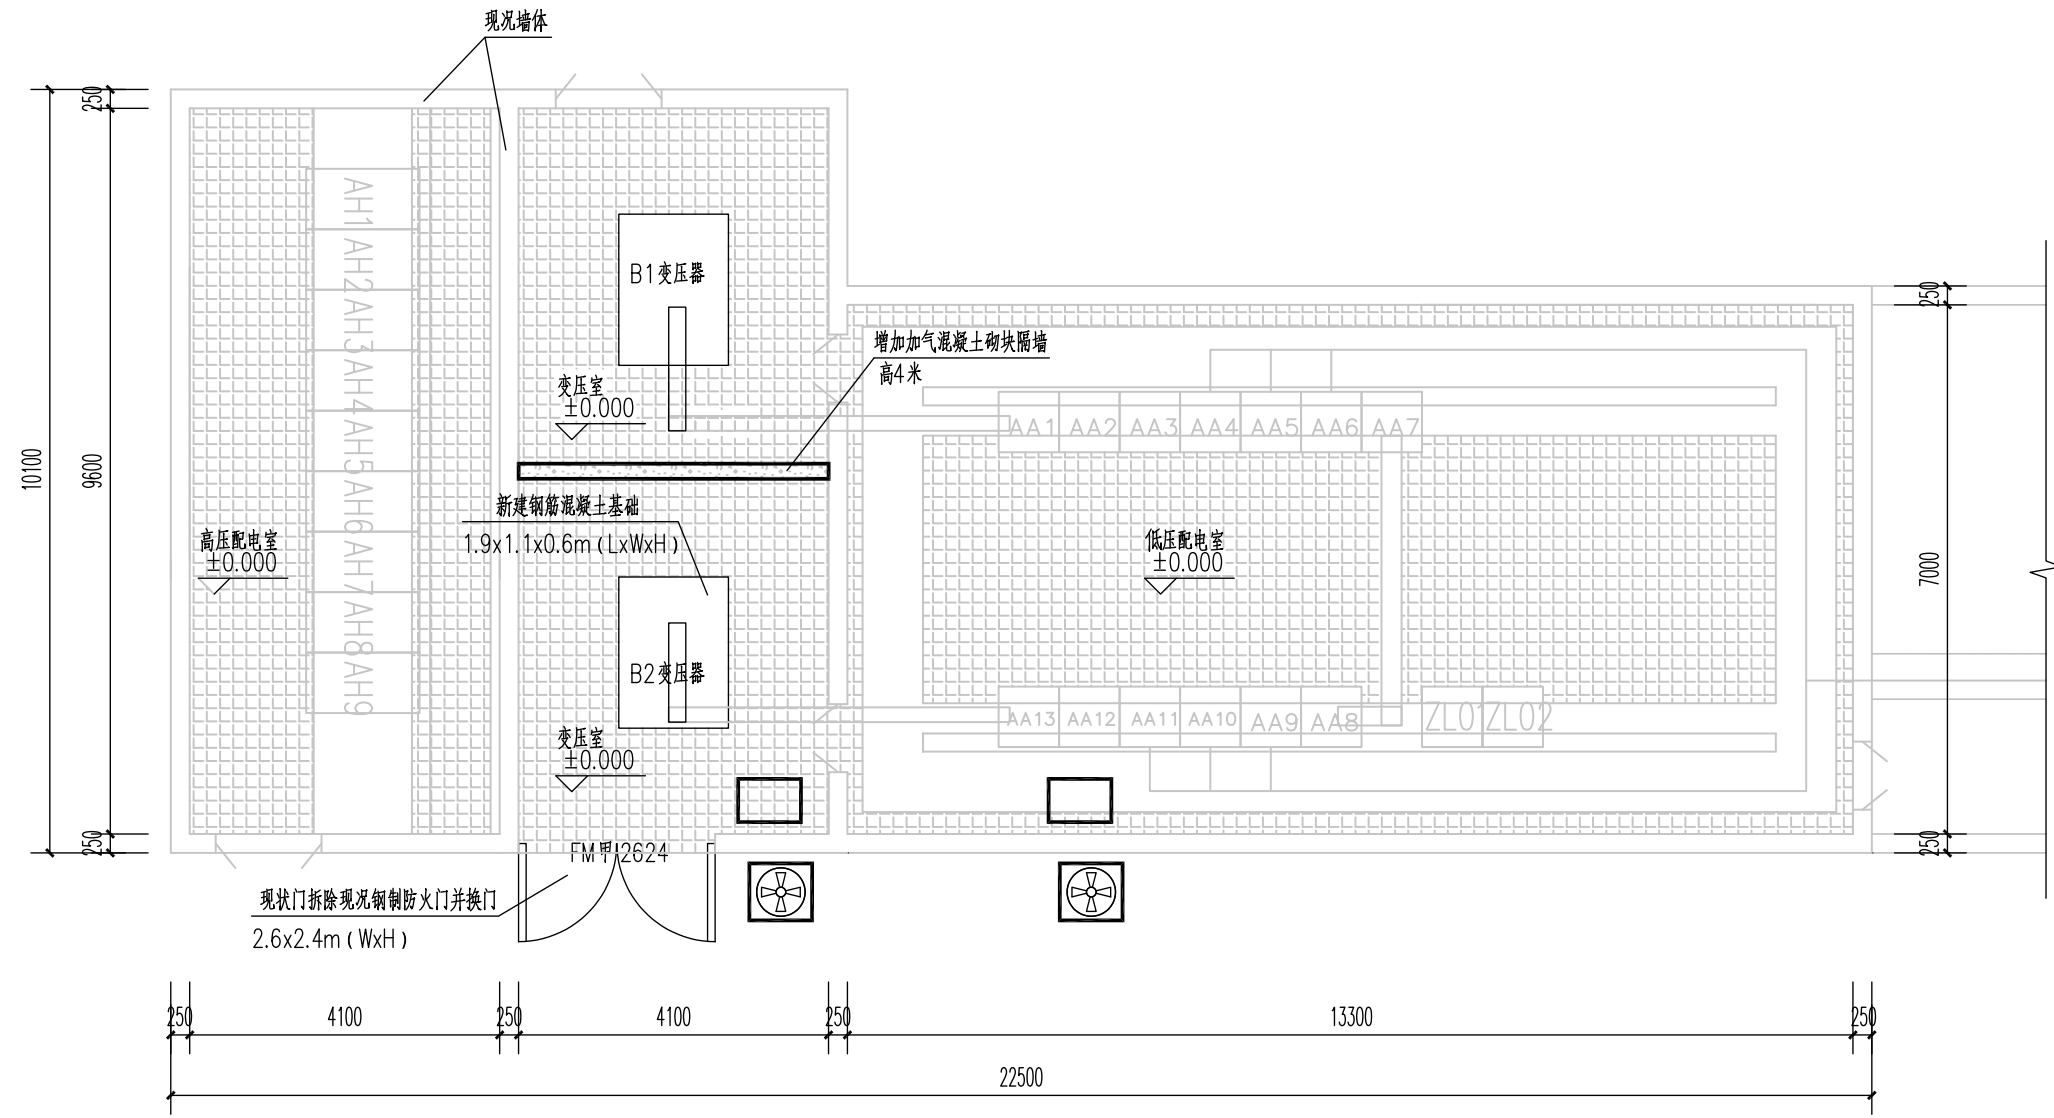 现况墙体
250
9600
250
10100
AH1
AH2
AH3
AH4
AH5
AH6
AH7
AH8
AH9
高压配电室
±0.000
B1变压器
变压室
±0.000
增加加气混凝土砌块隔墙
高4米
新建钢筋混凝土基础
1.9x1.1x0.6m(LxWxH)
B2变压器
变压室
±0.000
FM甲2624
现状门拆除现况钢制防火门并换门
2.6x2.4m(WxH)
AA1 AA2 AA3 AA4 AA5 AA6 AA7
低压配电室
±0.000
AA13 AA12 AA11 AA10 AA9 AA8 ZL01 ZL02
250
7000
250
250 4100 250 4100 250 13300 250
22500